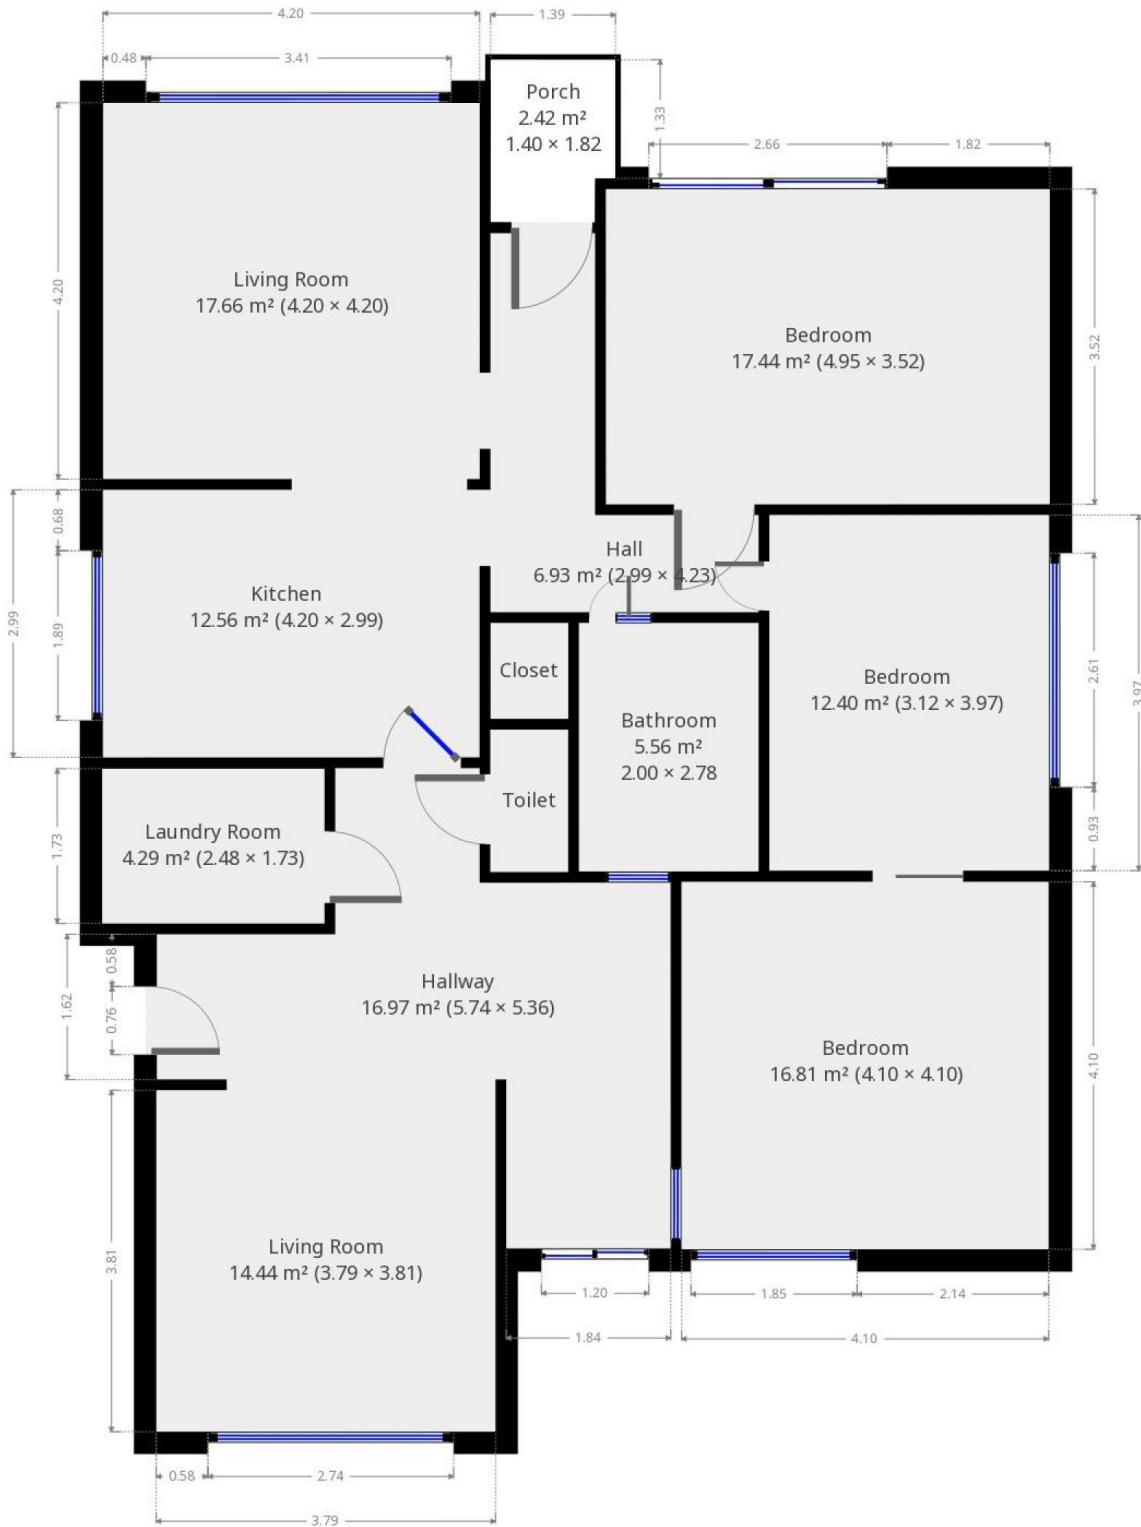 4.20
1.39
0.48
3.41
Porch
2.42 m²
1.40 × 1.82
1.33
2.66
1.82
Living Room
17.66 m² (4.20 × 4.20)
4.20
Bedroom
17.44 m² (4.95 × 3.52)
3.52
0.68
Hall
6.93 m² (2.99 × 4.23)
Kitchen
12.56 m² (4.20 × 2.99)
2.99
1.89
Closet
Bedroom
12.40 m² (3.12 × 3.97)
2.61
3.97
Bathroom
5.56 m²
2.00 × 2.78
Toilet
Laundry Room
4.29 m² (2.48 × 1.73)
1.73
0.93
0.58
Hallway
16.97 m² (5.74 × 5.36)
1.62
0.76
Bedroom
16.81 m² (4.10 × 4.10)
4.10
Living Room
14.44 m² (3.79 × 3.81)
3.81
1.20
1.85
2.14
1.84
4.10
0.58
2.74
3.79